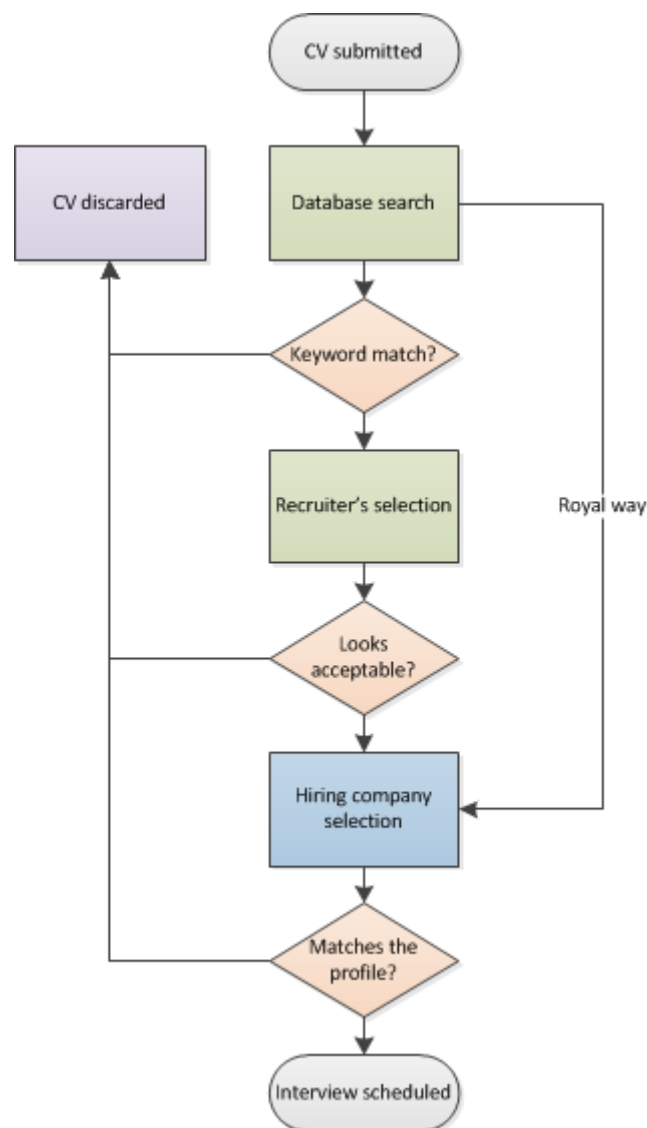 CV submitted
CV discarded
Database search
Keyword match?
Recruiter's selection
Royal way
Looks
acceptable?
Hiring company
selection
Matches the
profile?
Interview scheduled